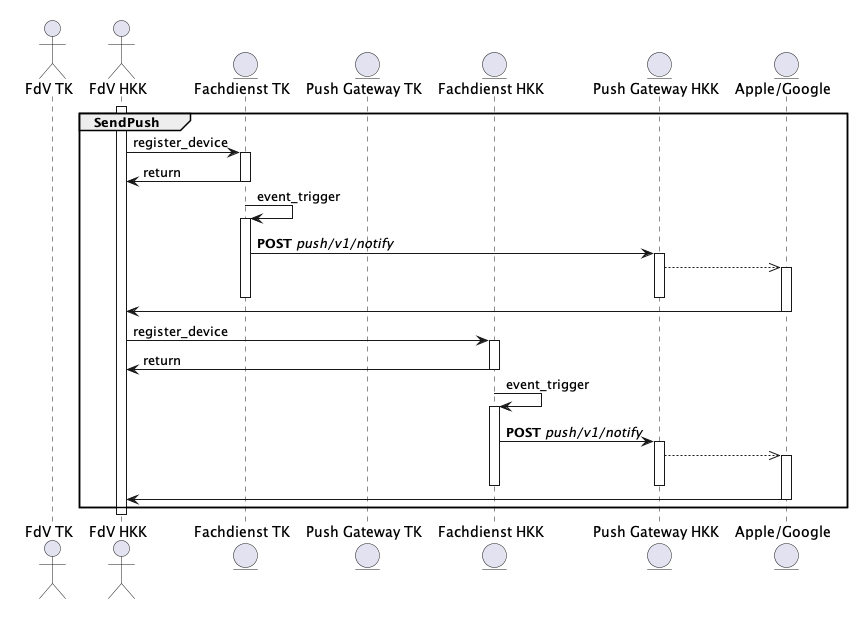 FdV TK FdV HKK Fachdienst TK Push Gateway TK Fachdienst HKK Push Gateway HKK Apple/Google
SendPush
register_device
return
event_trigger
POST push/v1/notify
register_device
return
event_trigger
POST push/v1/notify
FdV TK FdV HKK Fachdienst TK Push Gateway TK Fachdienst HKK Push Gateway HKK Apple/Google